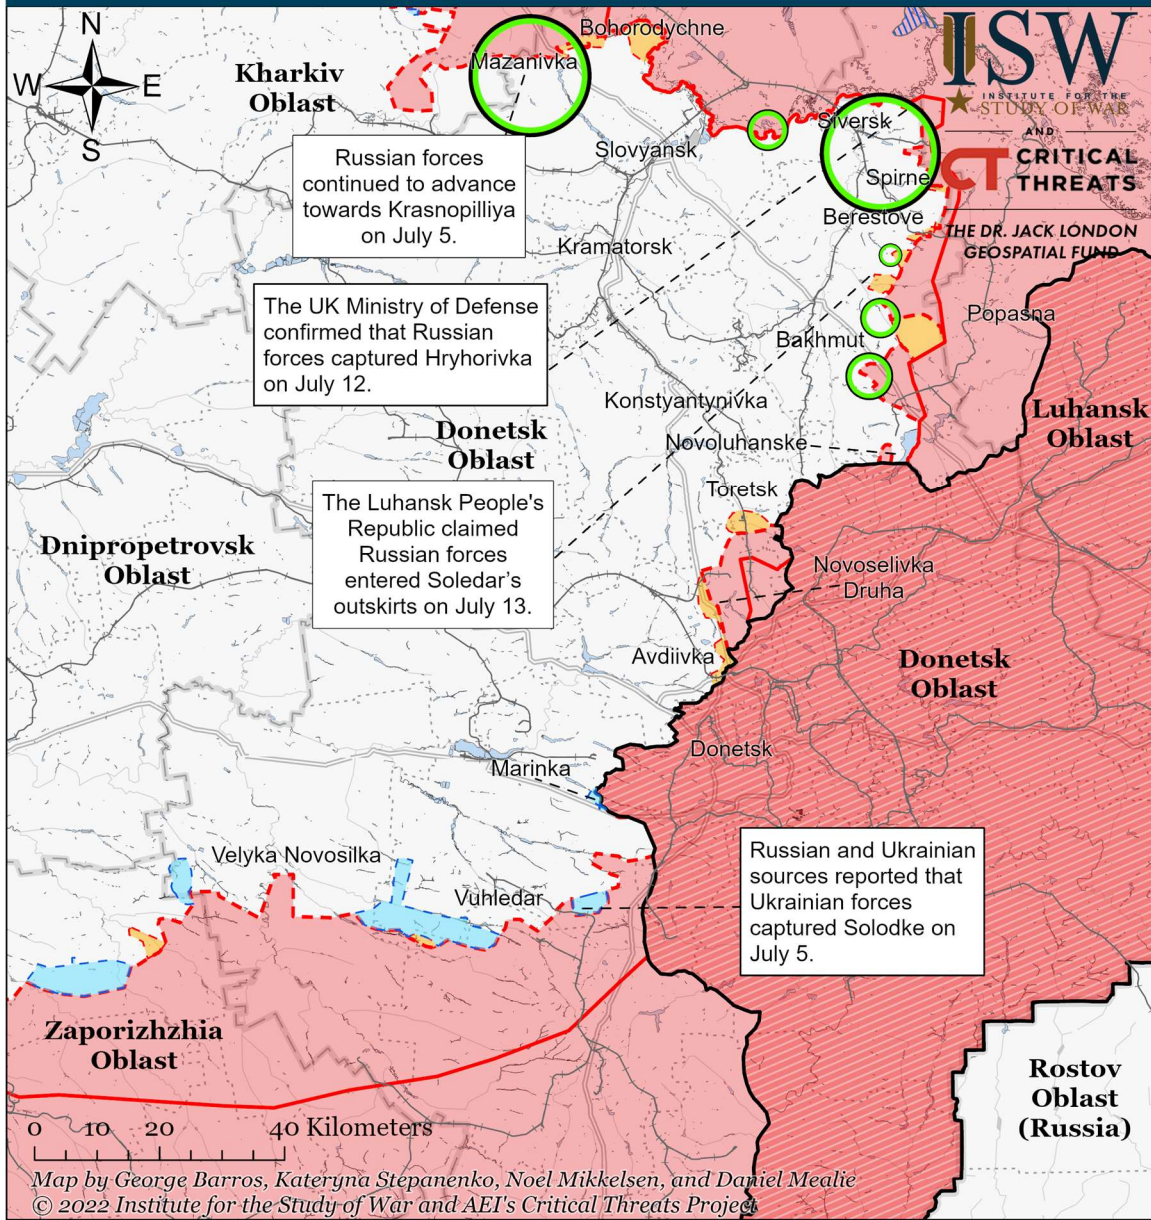 N
W
E
S
Kharkiv
Oblast
Mazanivka
Bohorodychne
ISW
INSTITUTE FOR THE
STUDY OF WAR
AND
CT CRITICAL
THREATS
THE DR. JACK LONDON
GEOSPATIAL FUND
Siversk
Slovyansk
Spirne
Berestove
Russian forces
continued to advance
towards Krasnopilliya
on July 5.
Kramatorsk
The UK Ministry of Defense
confirmed that Russian
forces captured Hryhorivka
on July 12.
Popasna
Bakhmut
Konstyantynivka
Luhansk
Oblast
Donetsk
Oblast
Novoluhanske
Toretsk
The Luhansk People's
Republic claimed
Russian forces
entered Soledar’s
outskirts on July 13.
Dnipropetrovsk
Oblast
Novoselivka
Druha
Avdiivka
Donetsk
Oblast
Donetsk
Marinka
Velyka Novosilka
Vuhledar
Russian and Ukrainian
sources reported that
Ukrainian forces
captured Solodke on
July 5.
Zaporizhzhia
Oblast
Rostov
Oblast
(Russia)
0 10 20 40 Kilometers
Map by George Barros, Kateryna Stepanenko, Noel Mikkelsen, and Daniel Mealie
© 2022 Institute for the Study of War and AEI's Critical Threats Project